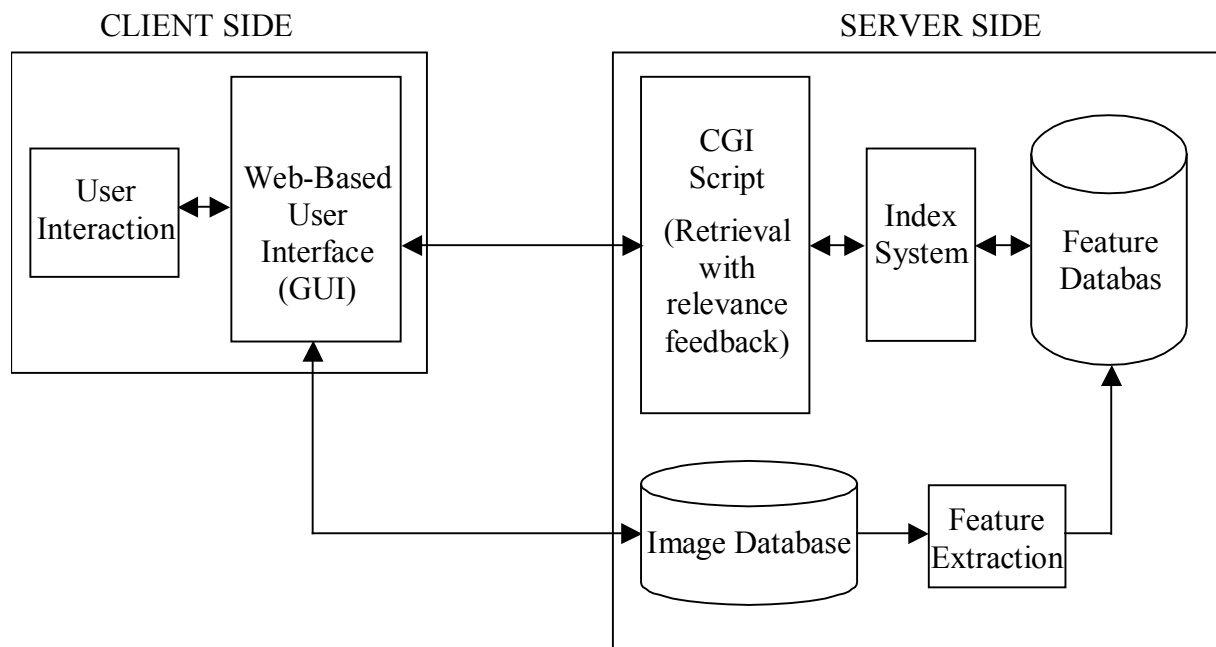 CLIENT SIDE
SERVER SIDE
User
Interaction
Web-Based
User
Interface
(GUI)
CGI
Script
(Retrieval
with
relevance
feedback)
Index
System
Feature
Databas
Image Database
Feature
Extraction